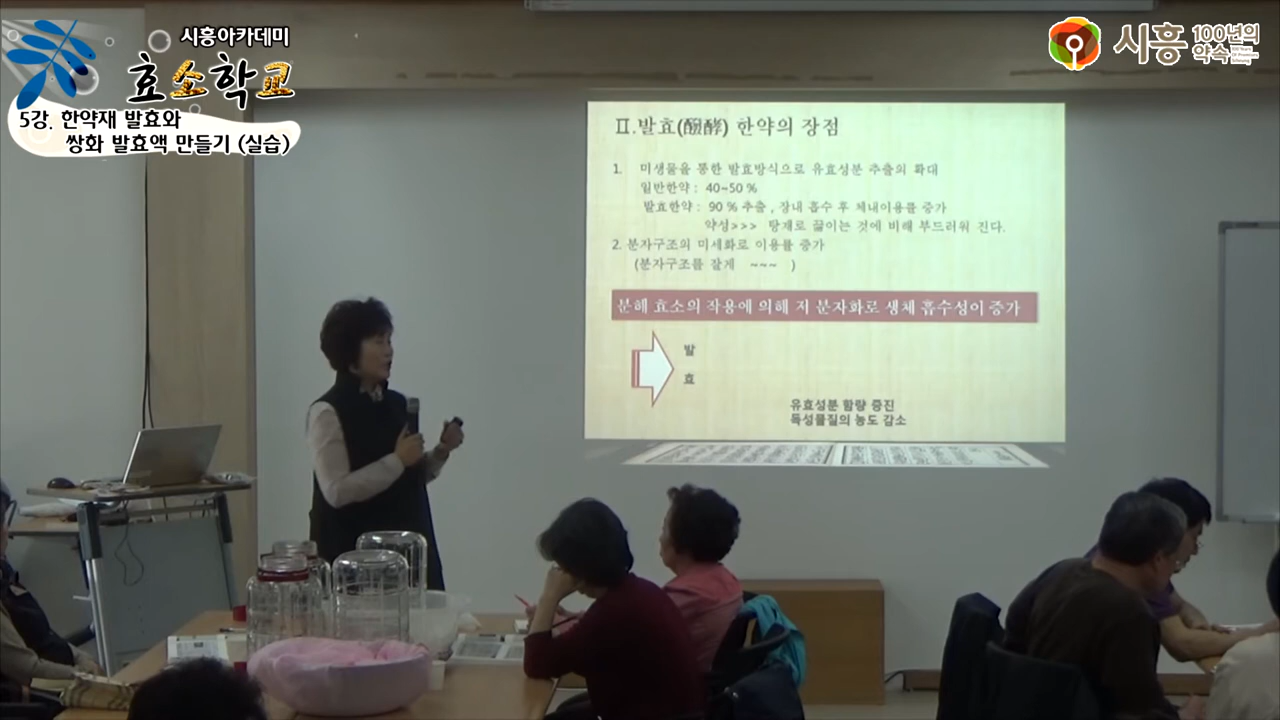 시흥아카데미
효소학교
5강. 한약재 발효와
쌍화 발효액 만들기 (실습)
시흥 100년의
약속
Ⅱ.발효(醱酵) 한약의 장점
1. 미생물을 통한 발효방식으로 유효성분 추출의 확대
일반한약 : 40~50 %
발효한약 : 90 % 추출 , 장내 흡수 후 체내이용률 증가
약성>>> 탕재로 끓이는 것에 비해 부드러워 진다.
2. 분자구조의 미세화로 이용률 증가
(분자구조를 잘게 ~~~ )
분해 효소의 작용에 의해 저 분자화로 생체 흡수성이 증가
발
효
유효성분 함량 증진
독성물질의 농도 감소